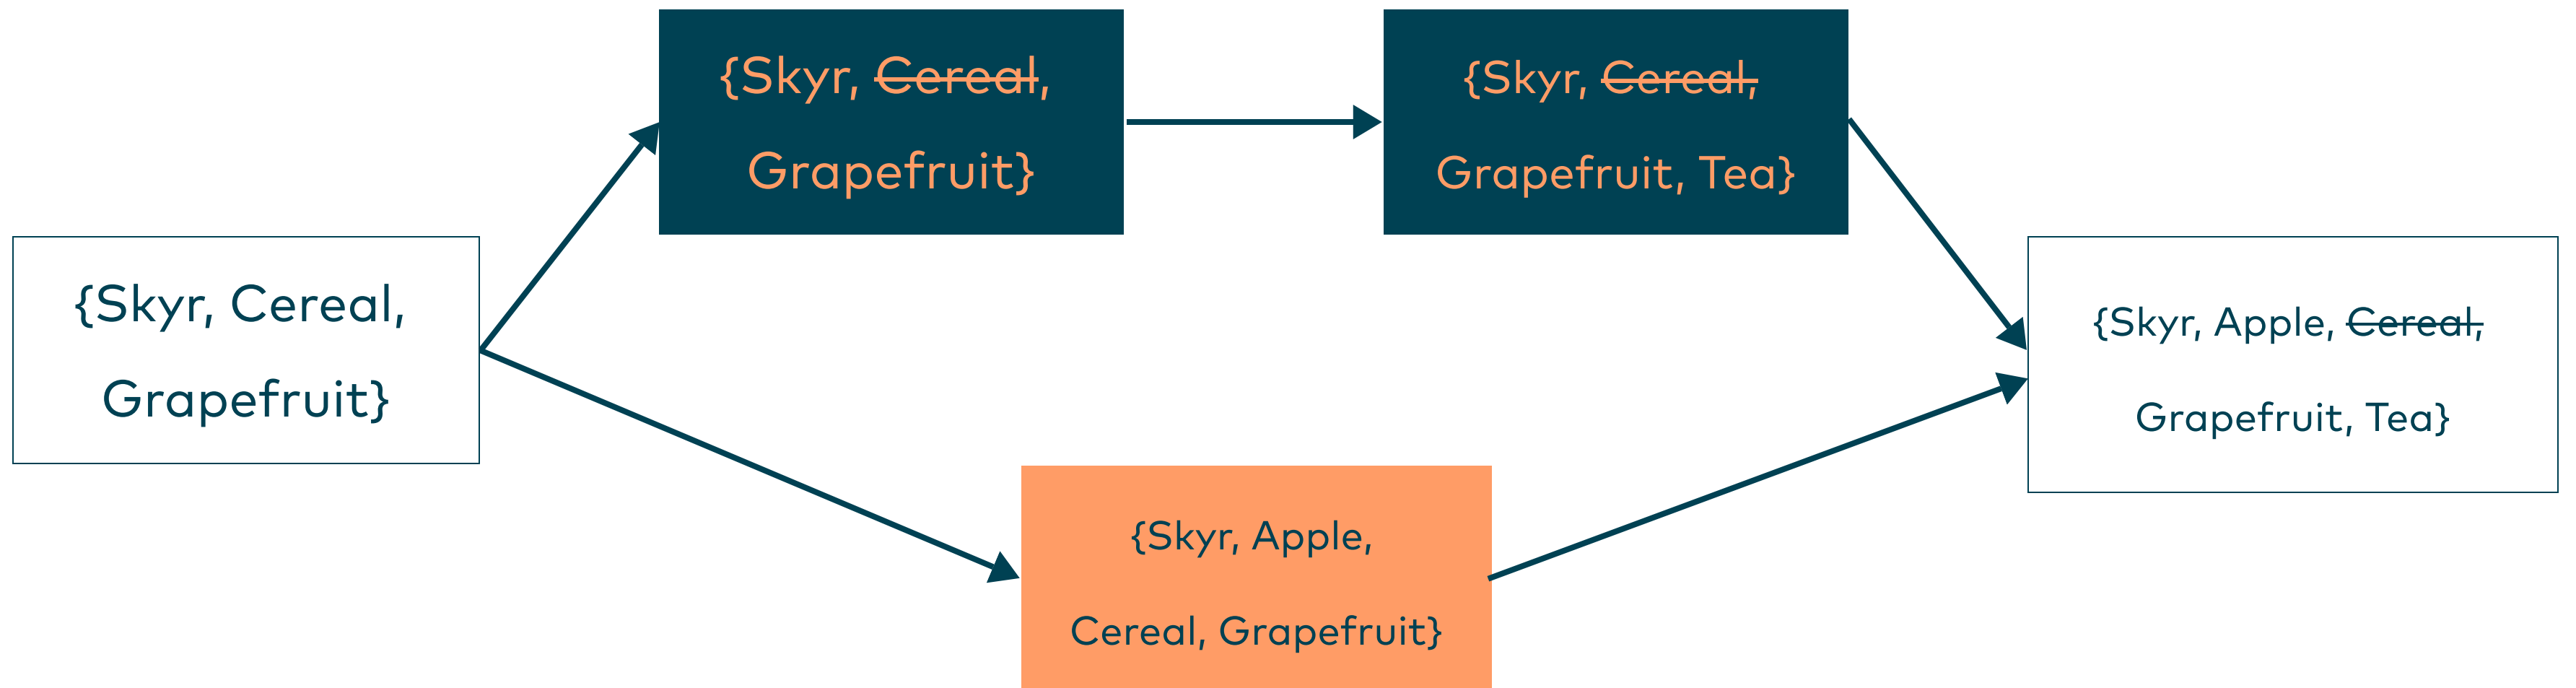 {Skyr, Cereal,
Grapefruit}
{Skyr, Cereal,
Grapefruit}
{Skyr, Cereal,
Grapefruit, Tea}
{Skyr, Apple,
Cereal, Grapefruit}
{Skyr, Apple, Cereal,
Grapefruit, Tea}